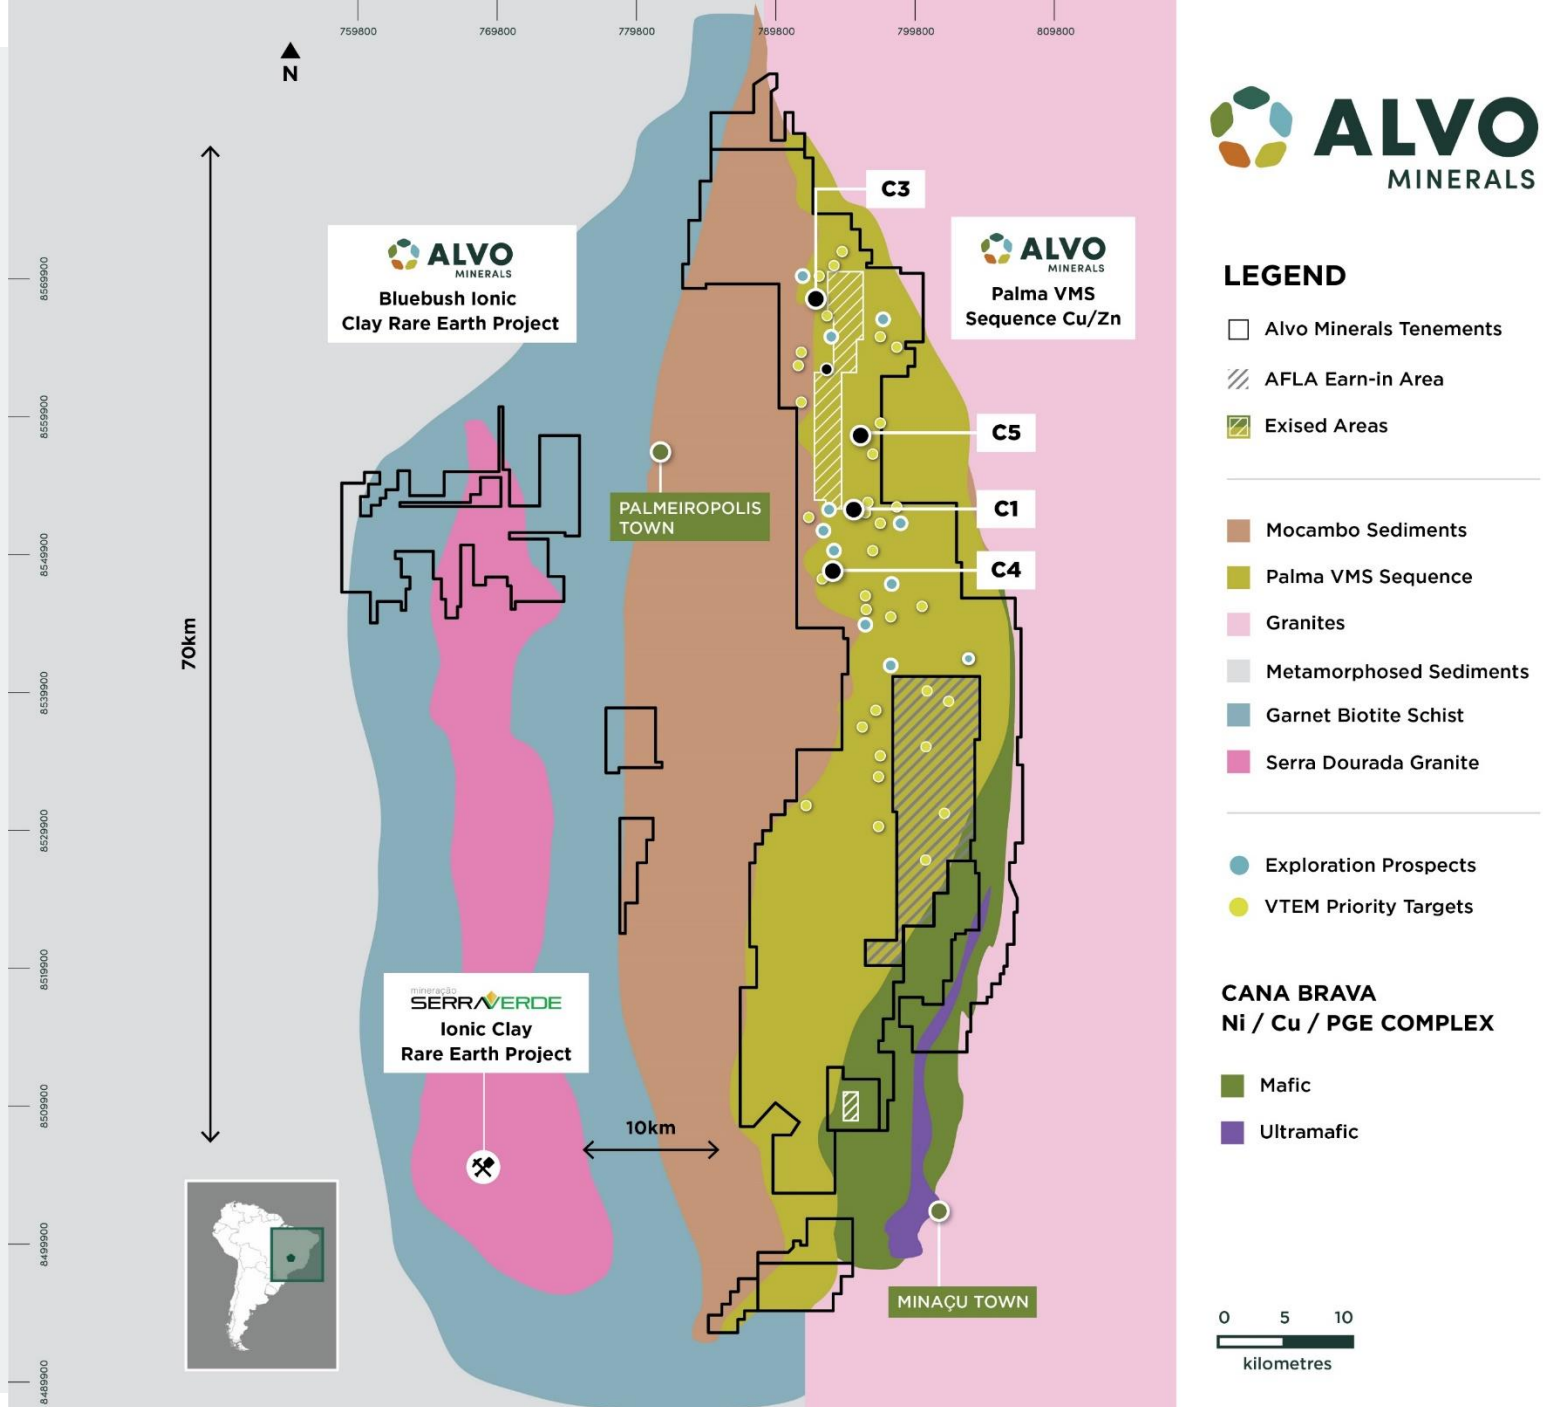 759800
769800
779800
789800
799800
809800
N
ALVO
MINERALS
C3
ALVO
MINERALS
Bluebush Ionic
Clay Rare Earth Project
ALVO
MINERALS
Palma VMS
Sequence Cu/Zn
8569900
8559900
8549900
8539900
8529900
8519900
8509900
8499900
8489900
C5
C1
C4
PALMEIROPOLIS
TOWN
70km
mineração
SERRAVERDE
Ionic Clay
Rare Earth Project
10km
MINAÇU TOWN
LEGEND
Alvo Minerals Tenements
AFLA Earn-in Area
Exised Areas
Mocambo Sediments
Palma VMS Sequence
Granites
Metamorphosed Sediments
Garnet Biotite Schist
Serra Dourada Granite
Exploration Prospects
VTEM Priority Targets
CANA BRAVA
Ni / Cu / PGE COMPLEX
Mafic
Ultramafic
0 5 10
kilometres